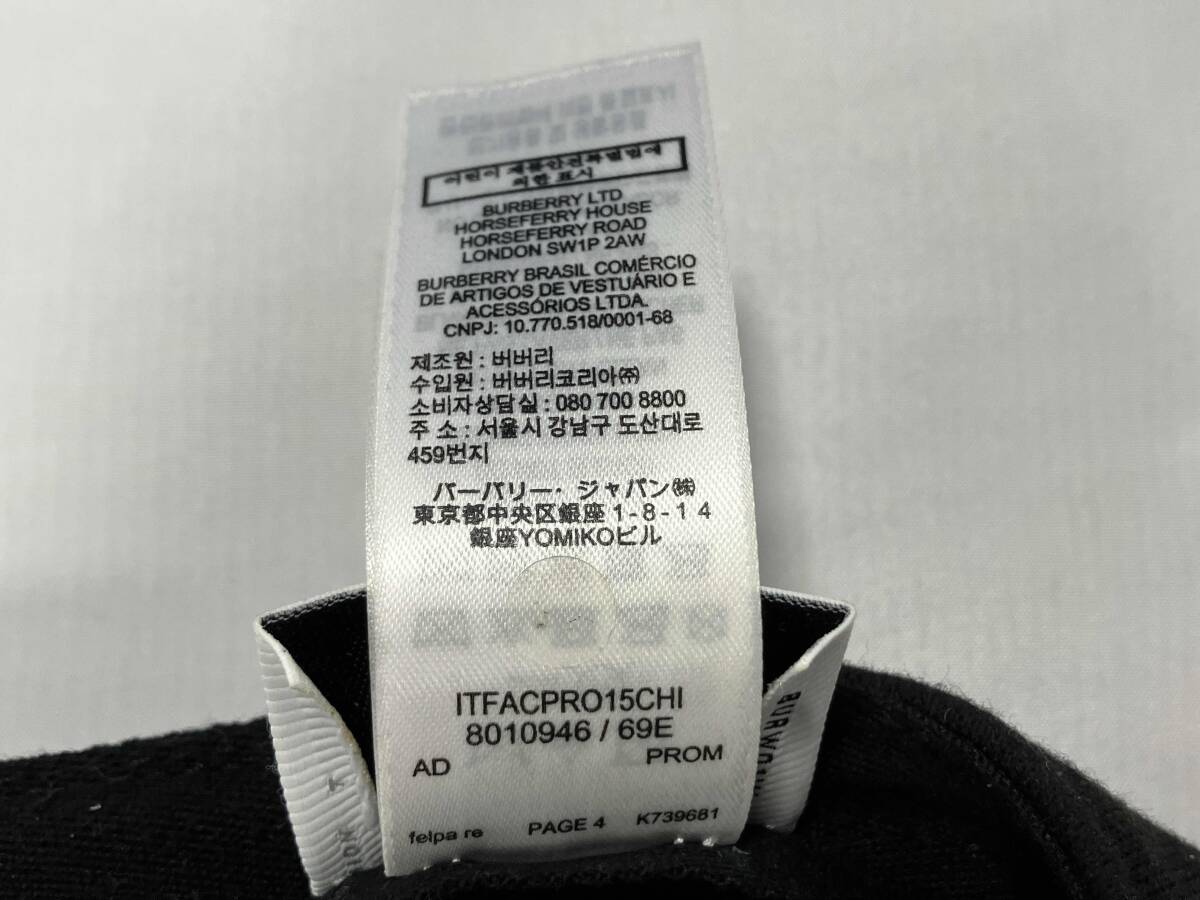 어린이 제품안전특별법에
의한 표시
BURBERRY LTD
HORSEFERRY HOUSE
HORSEFERRY ROAD
LONDON SW1P 2AW
BURBERRY BRASIL COMÉRCIO
DE ARTIGOS DE VESTUÁRIO E
ACESSÓRIOS LTDA.
CNPJ: 10.770.518/0001-68
제조원 : 버버리
수입원 : 버버리코리아㈜
소비자상담실 : 080 700 8800
주 소 : 서울시 강남구 도산대로
459번지
バーバリー・ジャパン㈱
東京都中央区銀座 1-8-14
銀座YOMIKOビル
ITFACPRO15CHI
8010946 / 69E
AD PROM
felpa re PAGE 4 K739681